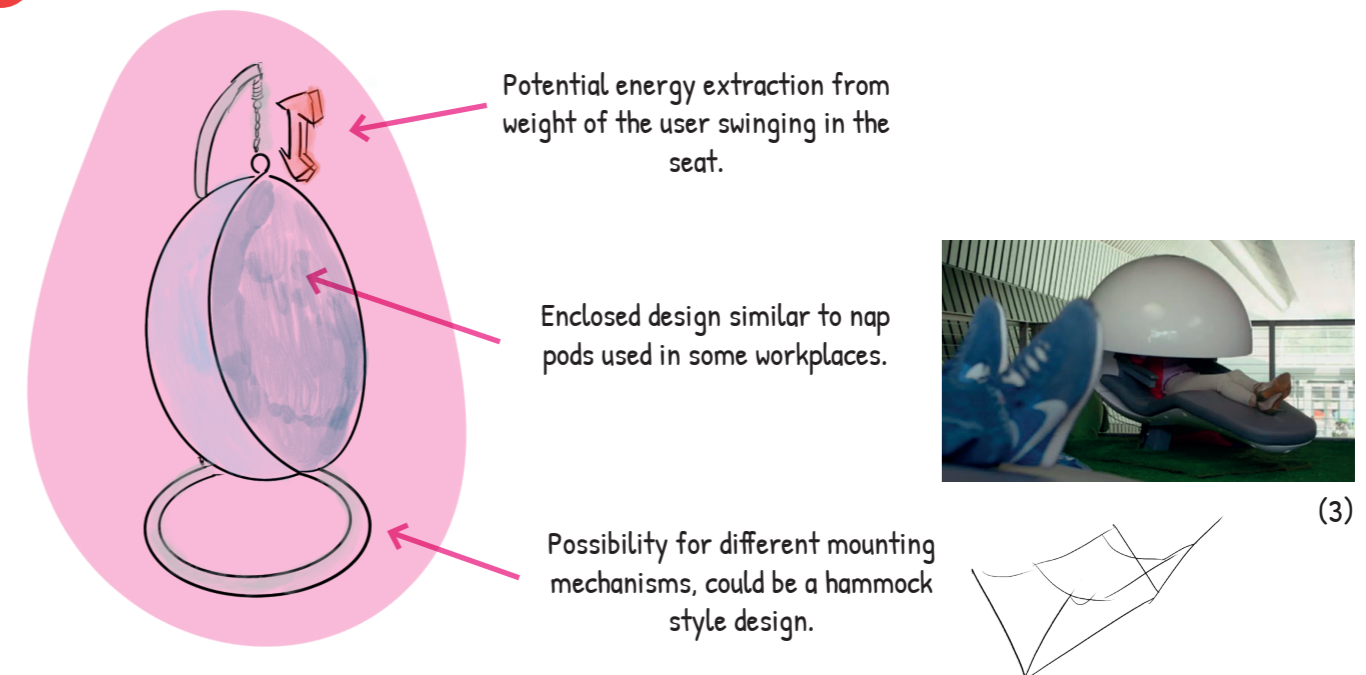 Potential energy extraction from
weight of the user swinging in the
seat.
Enclosed design similar to nap
pods used in some workplaces.
(3)
Possibility for different mounting
mechanisms, could be a hammock
style design.